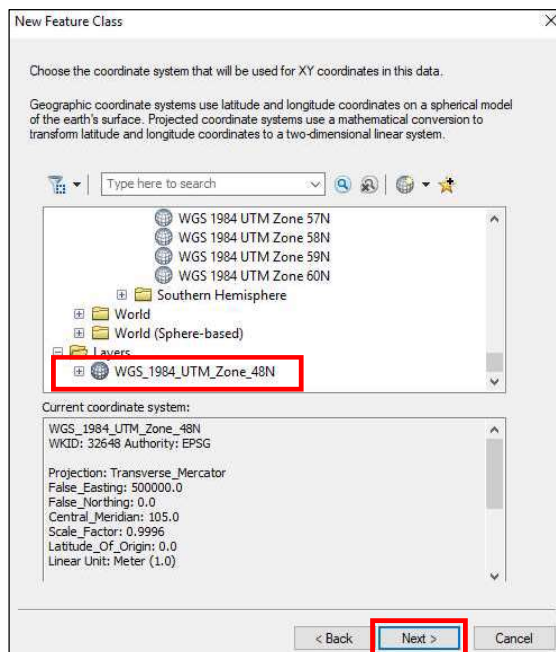 New Feature Class
Choose the coordinate system that will be used for XY coordinates in this data.
Geographic coordinate systems use latitude and longitude coordinates on a spherical model
of the earth's surface. Projected coordinate systems use a mathematical conversion to
transform latitude and longitude coordinates to a two-dimensional linear system.
Type here to search
WGS 1984 UTM Zone 57N
WGS 1984 UTM Zone 58N
WGS 1984 UTM Zone 59N
WGS 1984 UTM Zone 60N
Southern Hemisphere
World
World (Sphere-based)
Layers
WGS_1984_UTM_Zone_48N
Current coordinate system:
WGS_1984_UTM_Zone_48N
WKID: 32648 Authority: EPSG
Projection: Transverse_Mercator
False_Easting: 500000.0
False_Northing: 0.0
Central_Meridian: 105.0
Scale_Factor: 0.9996
Latitude_Of_Origin: 0.0
Linear Unit: Meter (1.0)
< Back Next > Cancel